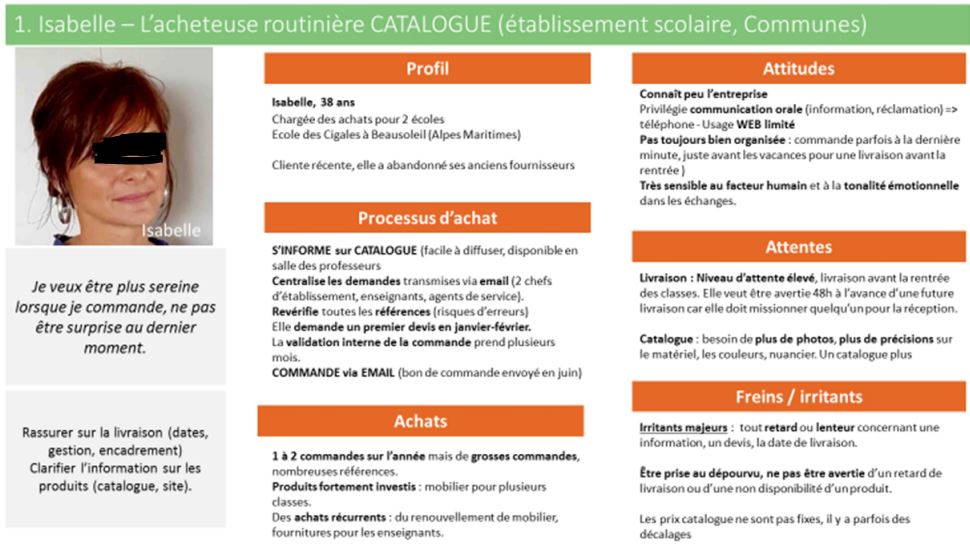 1. Isabelle – L'acheteuse routinière CATALOGUE (établissement scolaire, Communes)
Isabelle
Je veux être plus sereine
lorsque je commande, ne pas
être surprise au dernier
moment.
Rassurer sur la livraison (dates,
gestion, encadrement)
Clarifier l'information sur les
produits (catalogue, site).
Profil
Isabelle, 38 ans
Chargée des achats pour 2 écoles
Ecole des Cigales à Beausoleil (Alpes Maritimes)
Cliente récente, elle a abandonné ses anciens fournisseurs
Processus d'achat
S'INFORME sur CATALOGUE (facile à diffuser, disponible en
salle des professeurs
Centralise les demandes transmises via email (2 chefs
d'établissement, enseignants, agents de service).
Revérifie toutes les références (risques d'erreurs)
Elle demande un premier devis en janvier-février.
La validation interne de la commande prend plusieurs
mois.
COMMANDE via EMAIL (bon de commande envoyé en juin)
Achats
1 à 2 commandes sur l'année mais de grosses commandes,
nombreuses références.
Produits fortement investis : mobilier pour plusieurs
classes.
Des achats récurrents : du renouvellement de mobilier,
fournitures pour les enseignants.
Attitudes
Connaît peu l'entreprise
Privilégie communication orale (information, réclamation) =>
téléphone - Usage WEB limité
Pas toujours bien organisée : commande parfois à la dernière
minute, juste avant les vacances pour une livraison avant la
rentrée )
Très sensible au facteur humain et à la tonalité émotionnelle
dans les échanges.
Attentes
Livraison : Niveau d'attente élevé, livraison avant la rentrée
des classes. Elle veut être avertie 48h à l'avance d'une future
livraison car elle doit missionner quelqu'un pour la réception.
Catalogue : besoin de plus de photos, plus de précisions sur
le matériel, les couleurs, nuancier. Un catalogue plus
Freins / irritants
Irritants majeurs : tout retard ou lenteur concernant une
information, un devis, la date de livraison.
Être prise au dépourvu, ne pas être avertie d'un retard de
livraison ou d'une non disponibilité d'un produit.
Les prix catalogue ne sont pas fixes, il y a parfois des
décalages